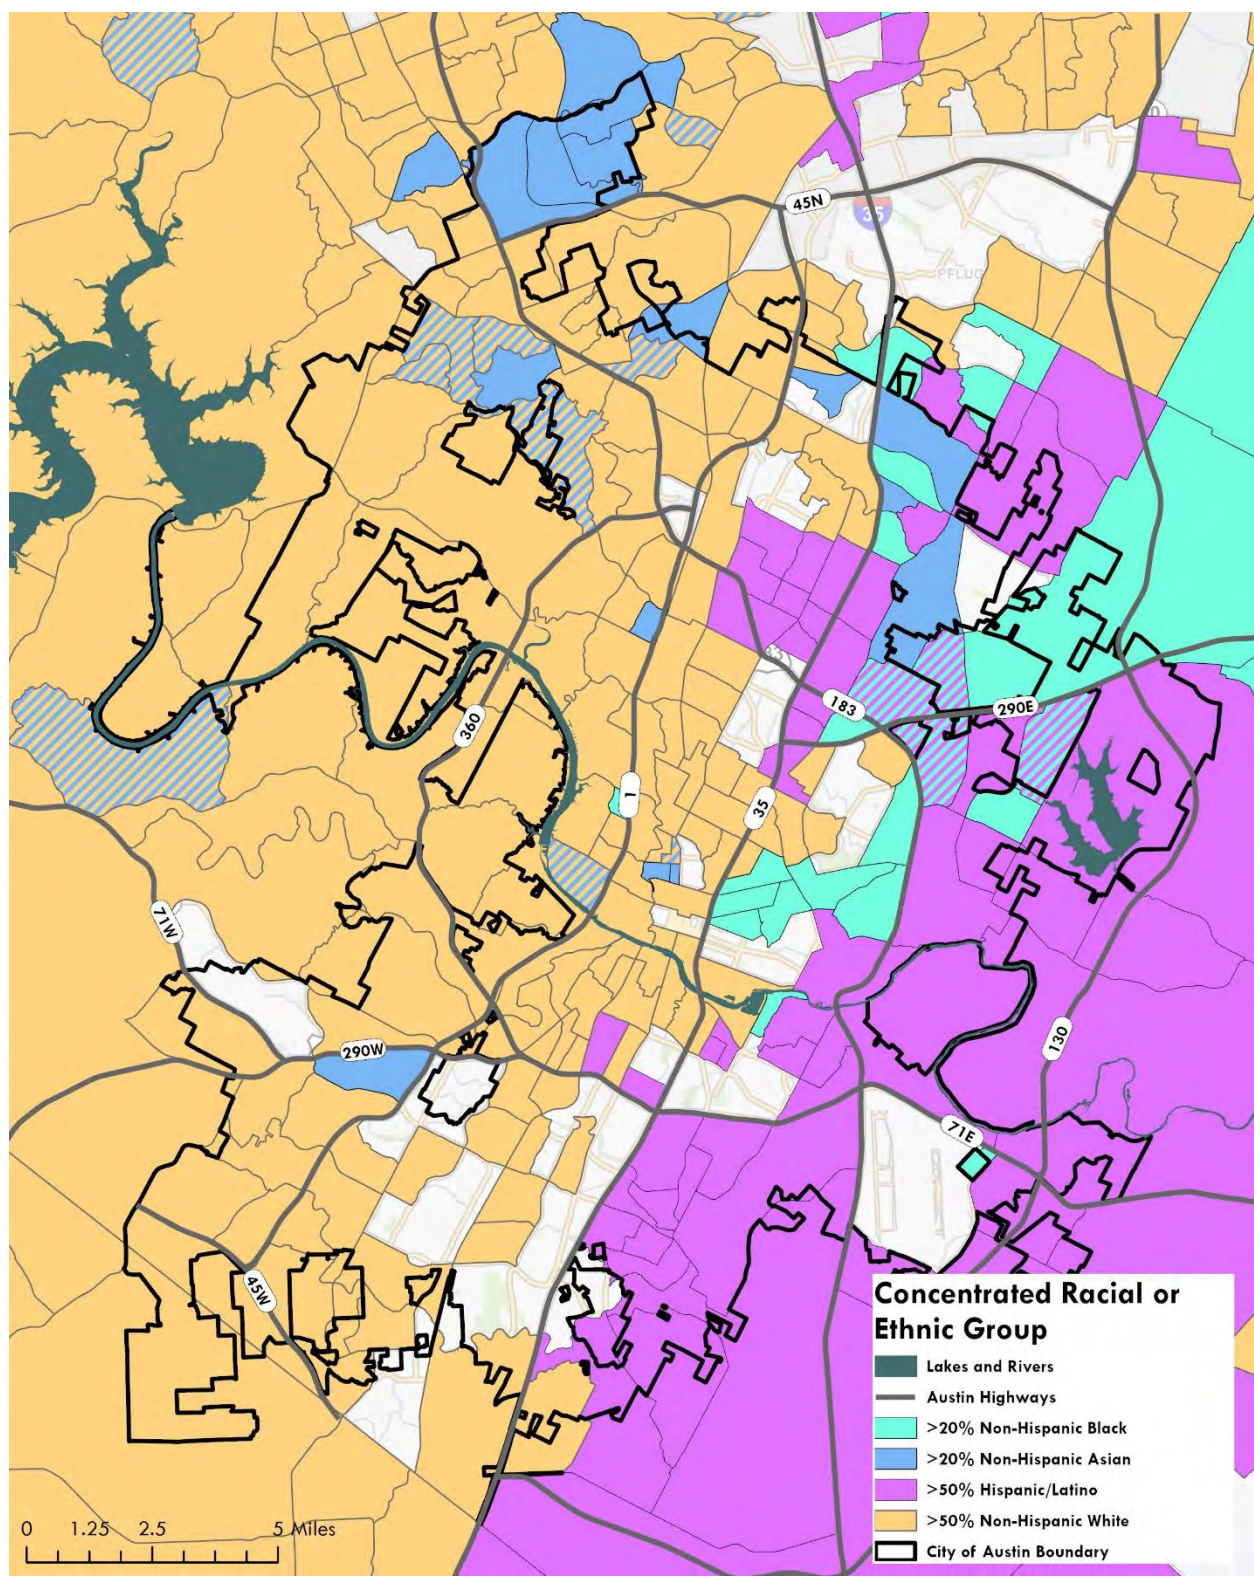 45N
35
PFLUG
360
183
290E
1
35
71W
290W
130
71E
45W
Concentrated Racial or
Ethnic Group
Lakes and Rivers
Austin Highways
>20% Non-Hispanic Black
>20% Non-Hispanic Asian
>50% Hispanic/Latino
>50% Non-Hispanic White
City of Austin Boundary
0 1.25 2.5 5 Miles